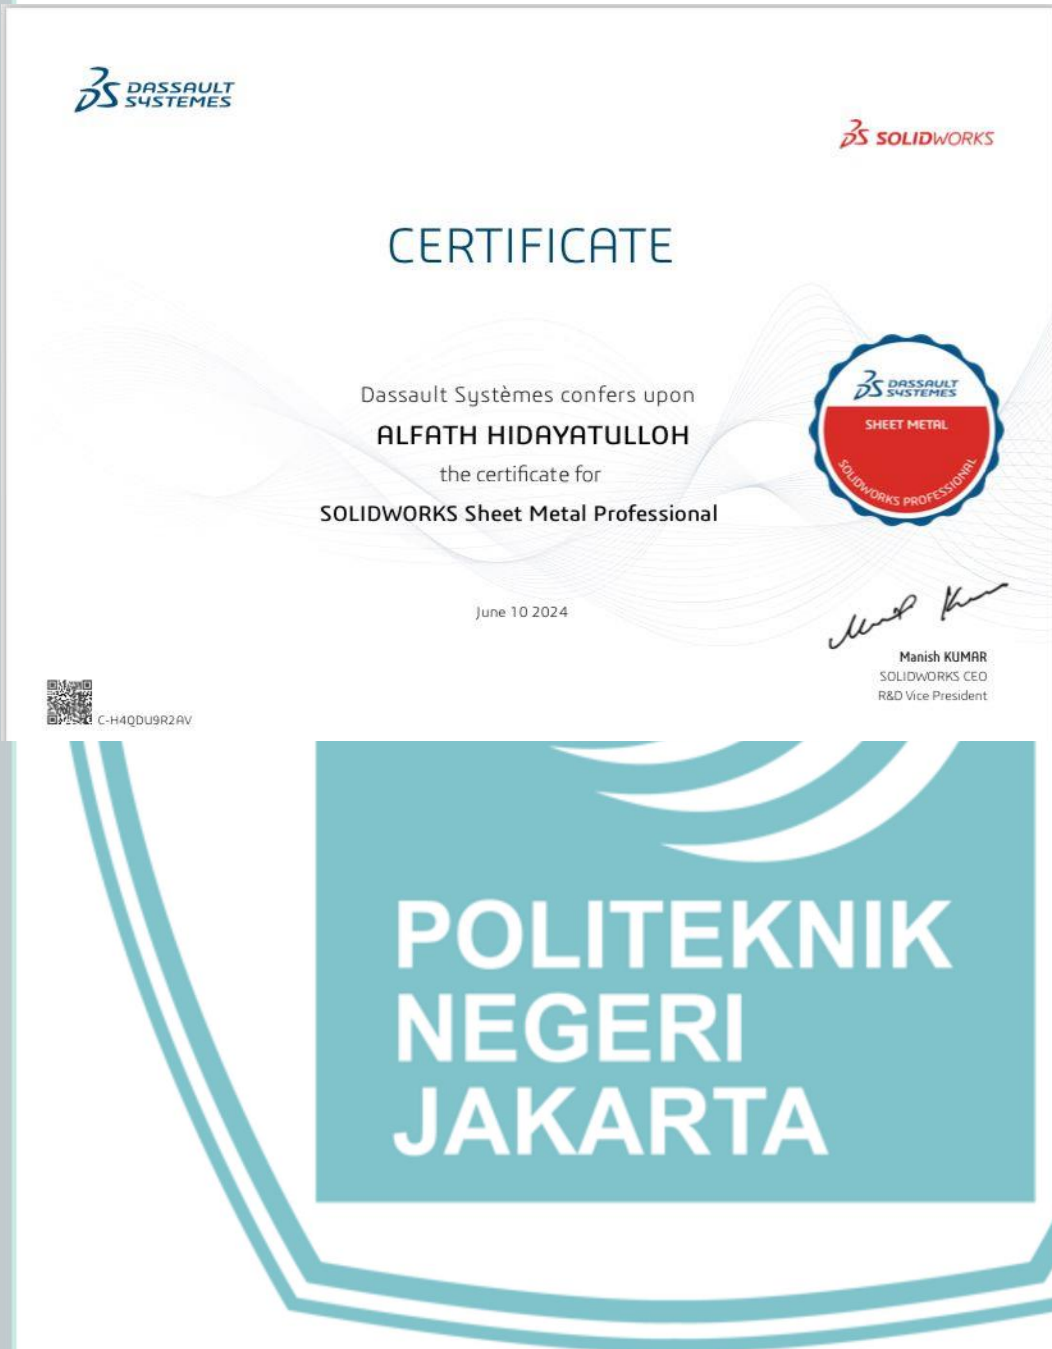 DASSAULT
SYSTEMES
SOLIDWORKS
CERTIFICATE
Dassault Systèmes confers upon
ALFATH HIDAYATULLOH
the certificate for
SOLIDWORKS Sheet Metal Professional
DASSAULT
SYSTEMES
SHEET METAL
SOLIDWORKS PROFESSIONAL
June 10 2024
Manish KUMAR
SOLIDWORKS CEO
R&D Vice President
C-H4QDU9R2AV
POLITEKNIK
NEGERI
JAKARTA